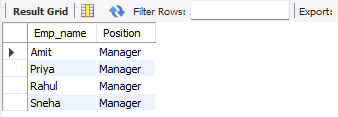 Result Grid Filter Rows: Export:
Emp_name Position
Amit Manager
Priya Manager
Rahul Manager
Sneha Manager